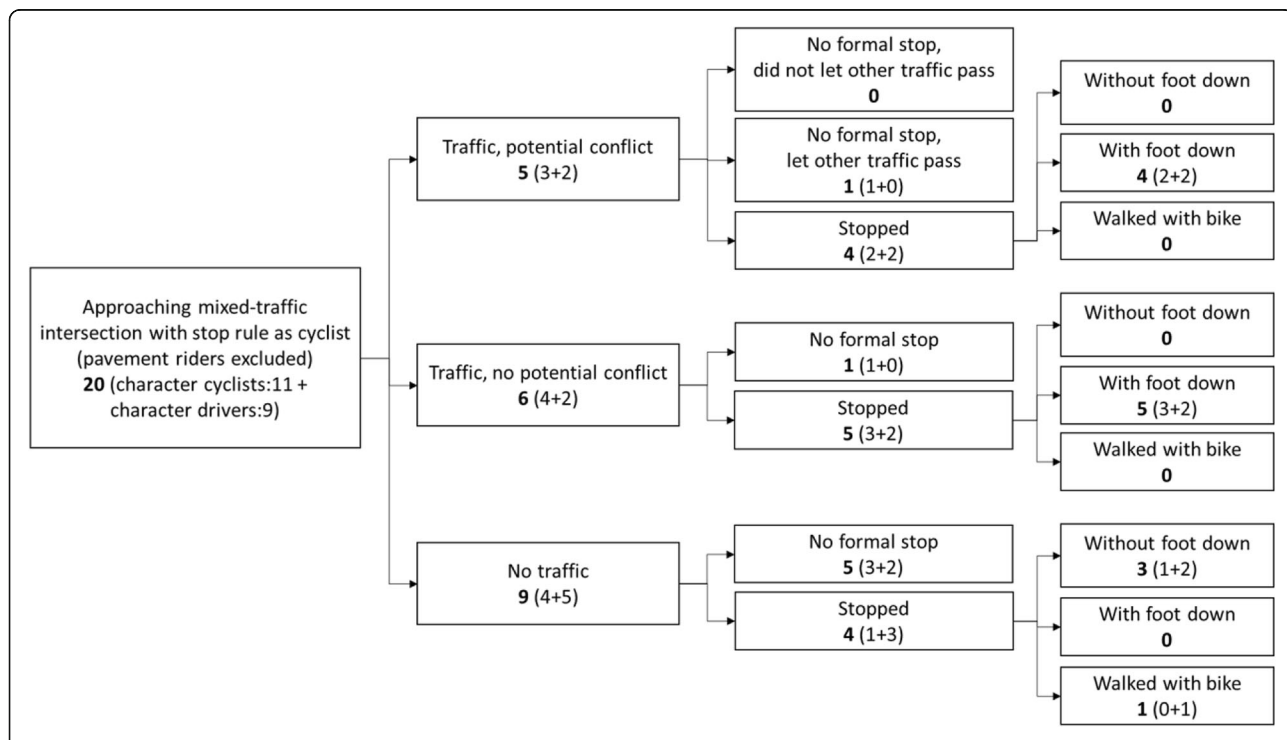 Approaching mixed-traffic
intersection with stop rule as cyclist
(pavement riders excluded)
20 (character cyclists:11 +
character drivers:9)
Traffic, potential conflict
5 (3+2)
No formal stop,
did not let other traffic pass
0
No formal stop,
let other traffic pass
1 (1+0)
Stopped
4 (2+2)
Without foot down
0
With foot down
4 (2+2)
Walked with bike
0
Traffic, no potential conflict
6 (4+2)
No formal stop
1 (1+0)
Stopped
5 (3+2)
Without foot down
0
With foot down
5 (3+2)
Walked with bike
0
No traffic
9 (4+5)
No formal stop
5 (3+2)
Stopped
4 (1+3)
Without foot down
3 (1+2)
With foot down
0
Walked with bike
1 (0+1)